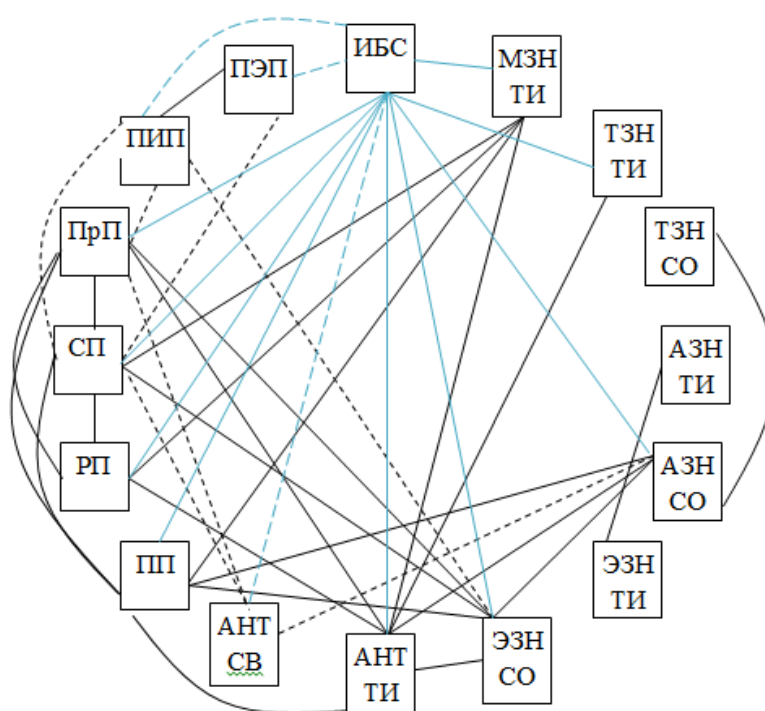 ИБС
МЗН
ТИ
ПЭП
ТЗН
ТИ
ПИП
ПрП
ТЗН
СО
СП
АЗН
ТИ
РП
АЗН
СО
ПП
ЭЗН
ТИ
АНТ
СВ
АНТ
ТИ
ЭЗН
СО